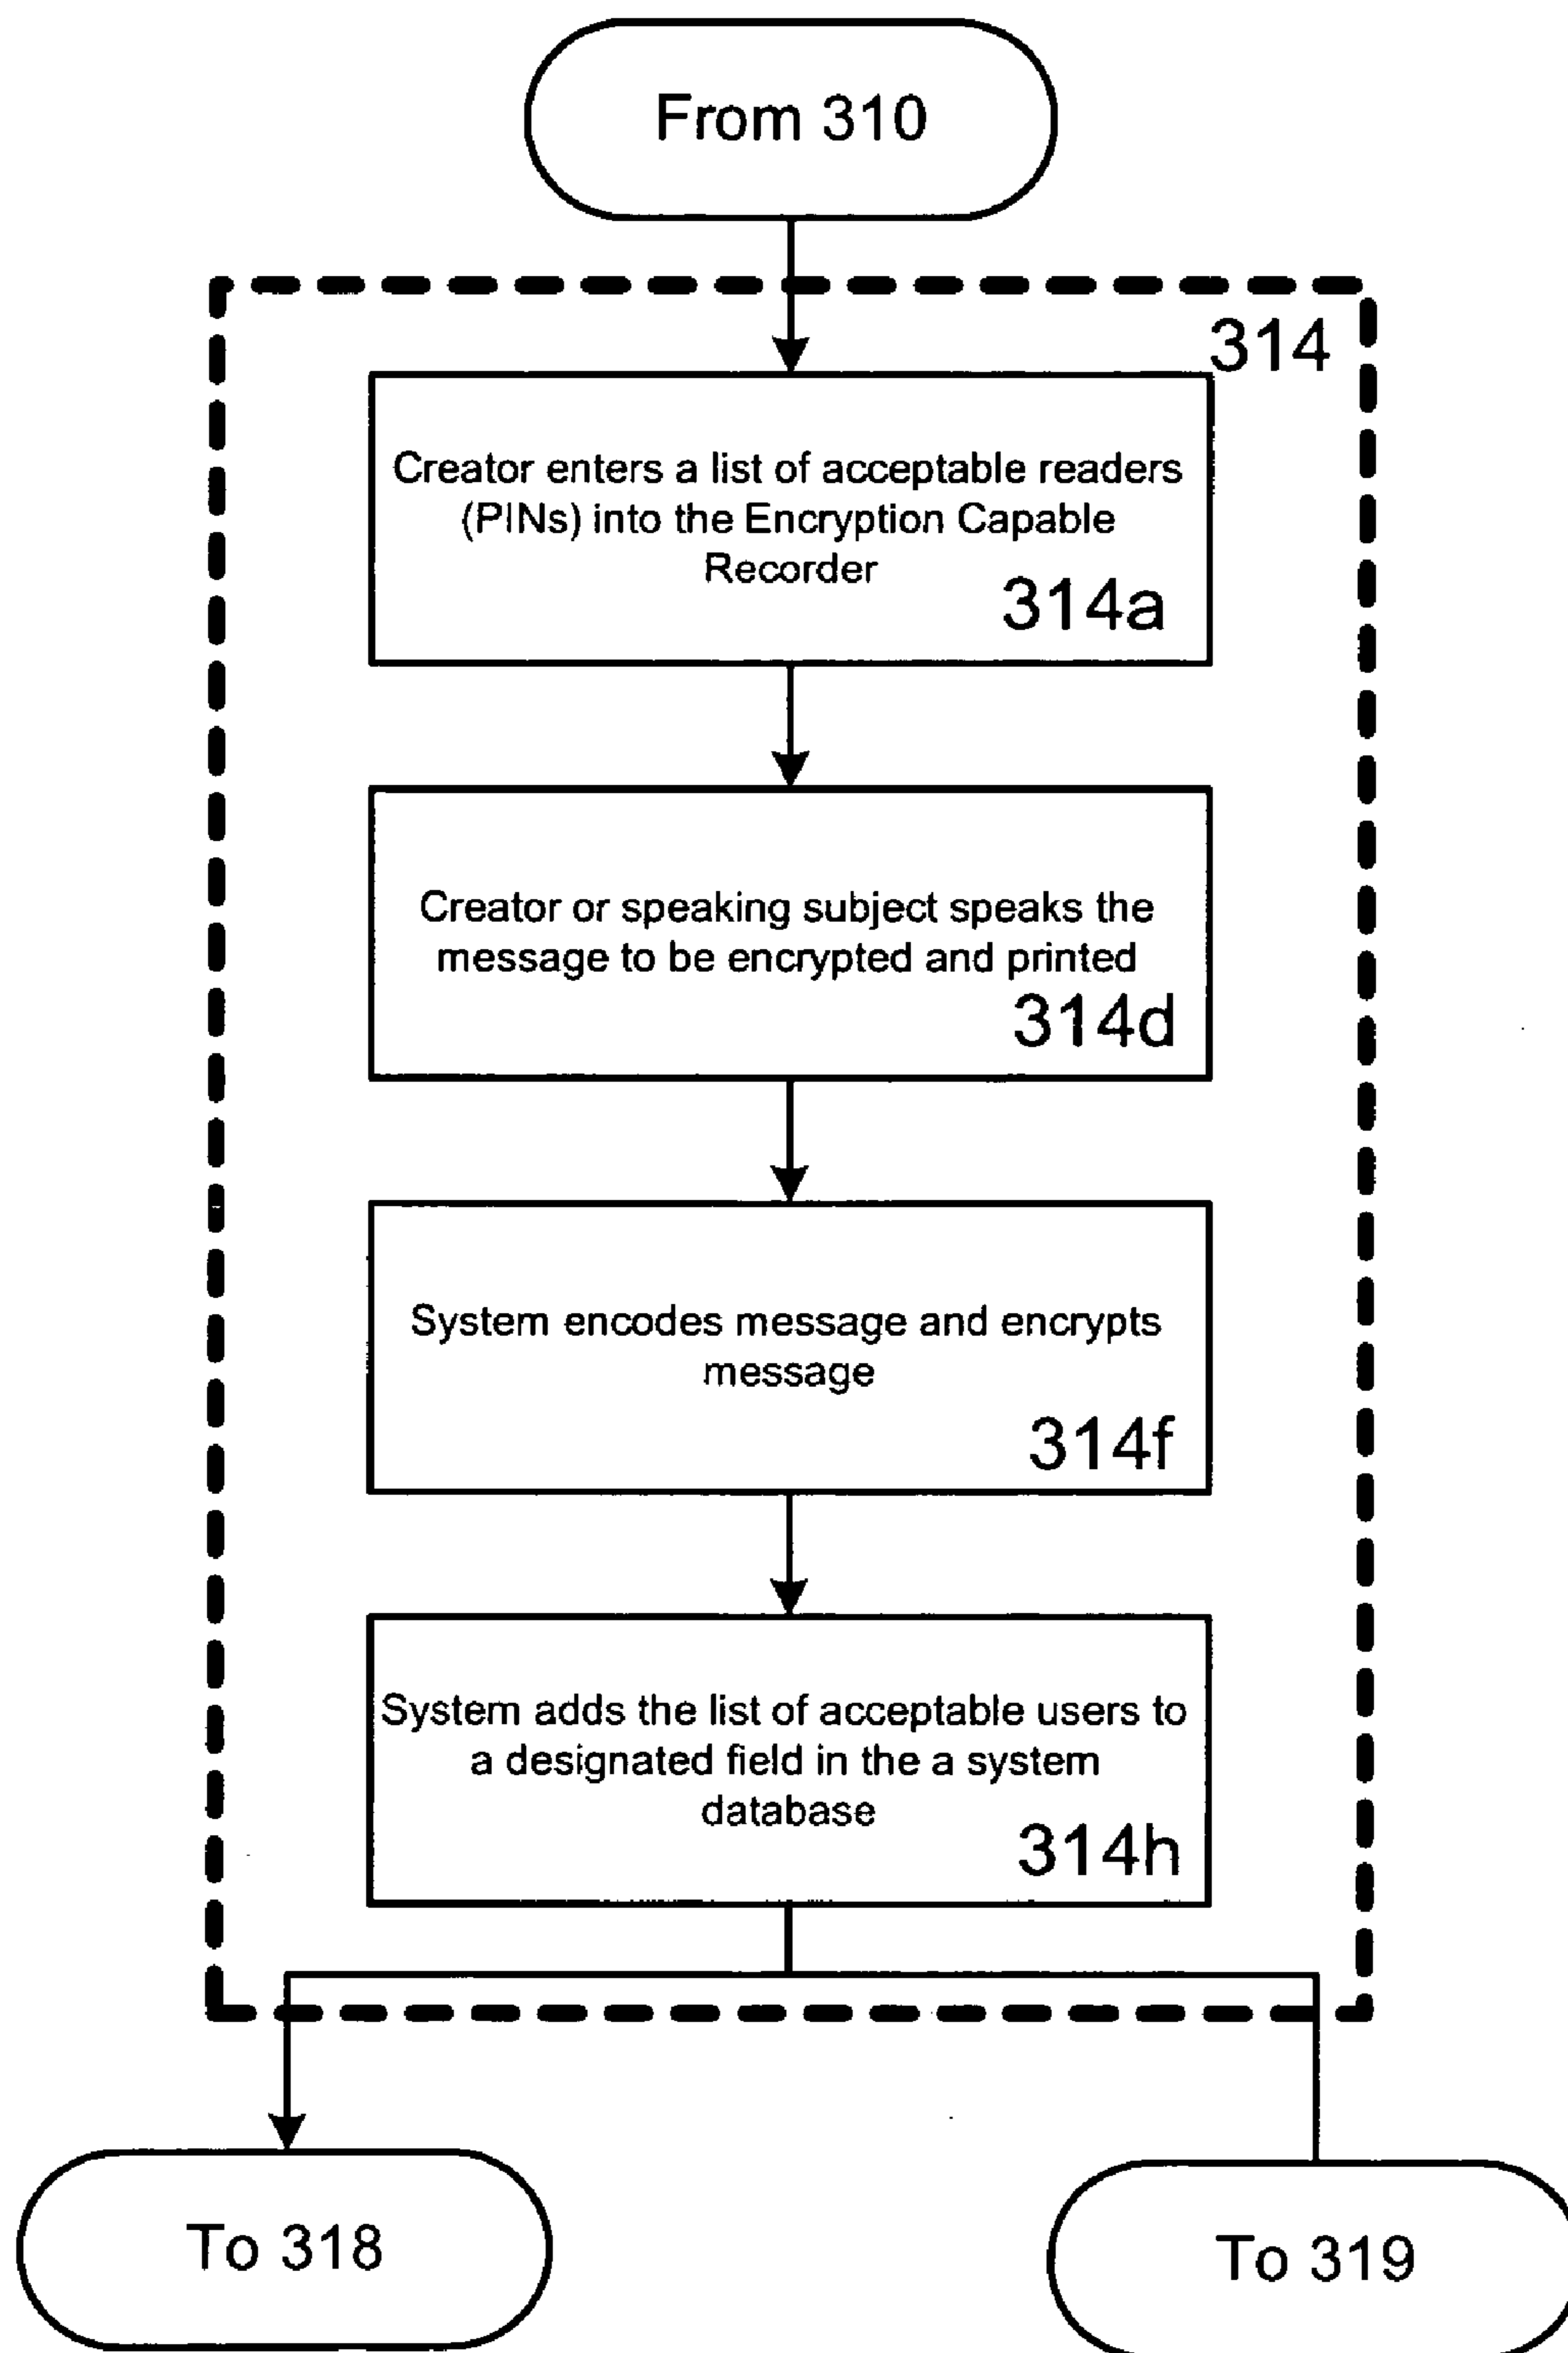 From 310
314
Creator enters a list of acceptable readers
(PINs) into the Encryption Capable
Recorder
314a
Creator or speaking subject speaks the
message to be encrypted and printed
314d
System encodes message and encrypts
message
314f
System adds the list of acceptable users to
a designated field in the a system
database
314h
To 318
To 319